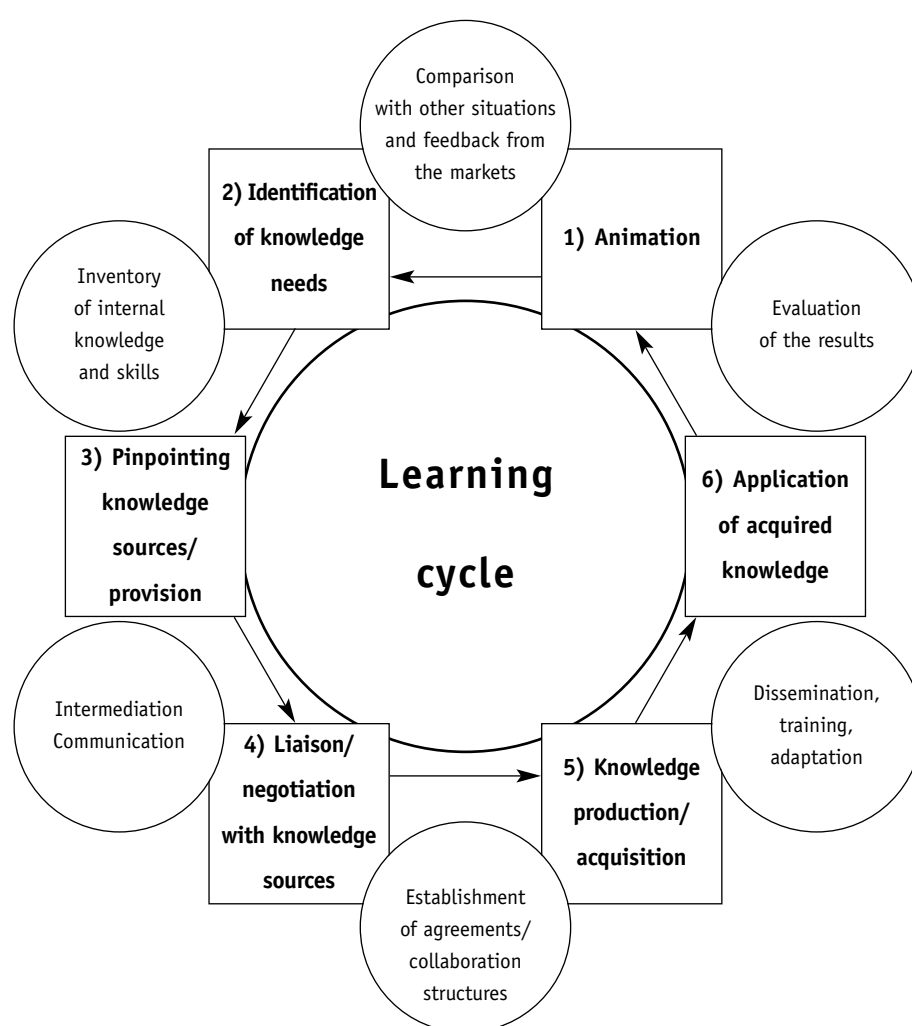 Comparison
with other situations
and feedback from
the markets
1) Animation
2) Identification
of knowledge
needs
Inventory
of internal
knowledge
and skills
3) Pinpointing
knowledge
sources/
provision
Intermediation
Communication
4) Liaison/
negotiation
with knowledge
sources
Establishment
of agreements/
collaboration
structures
5) Knowledge
production/
acquisition
Dissemination,
training,
adaptation
6) Application
of acquired
knowledge
Evaluation
of the results
Learning
cycle